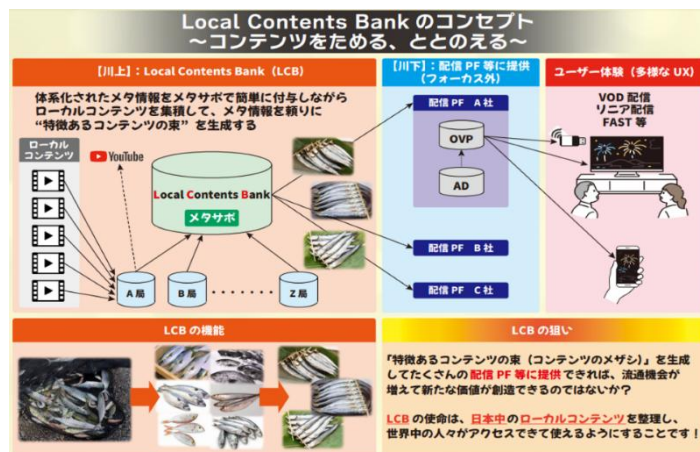 Local Contents Bank のコンセプト
～コンテンツをためる、ととのえる～
【川上】：Local Contents Bank（LCB）
体系化されたメタ情報をメタサポで簡単に付与しながら
ローカルコンテンツを集積して、メタ情報を頼りに
“特徴あるコンテンツの束” を生成する
ローカル
コンテンツ
YouTube
Local Contents Bank
メタサポ
A 局
B 局
・・・・・・・
Z 局
【川下】：配信 PF 等に提供
（フォーカス外）
配信 PF　A 社
OVP
AD
配信 PF　B 社
配信 PF　C 社
ユーザー体験（多様な UX）
VOD 配信
リニア配信
FAST 等
LCB の機能
LCB の狙い
「特徴あるコンテンツの束（コンテンツのメザシ）」を生成
してたくさんの配信 PF 等に提供できれば、流通機会が
増えて新たな価値が創造できるのではないか？
LCB の使命は、日本中のローカルコンテンツを整理し、
世界中の人々がアクセスできて使えるようにすることです！